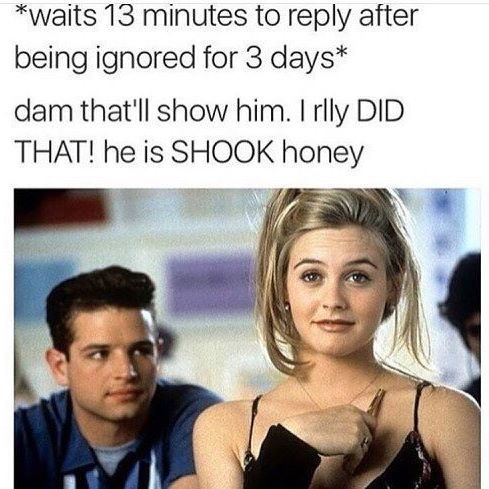 *waits 13 minutes to reply after
being ignored for 3 days*
dam that'll show him. I rlly DID
THAT! he is SHOOK honey